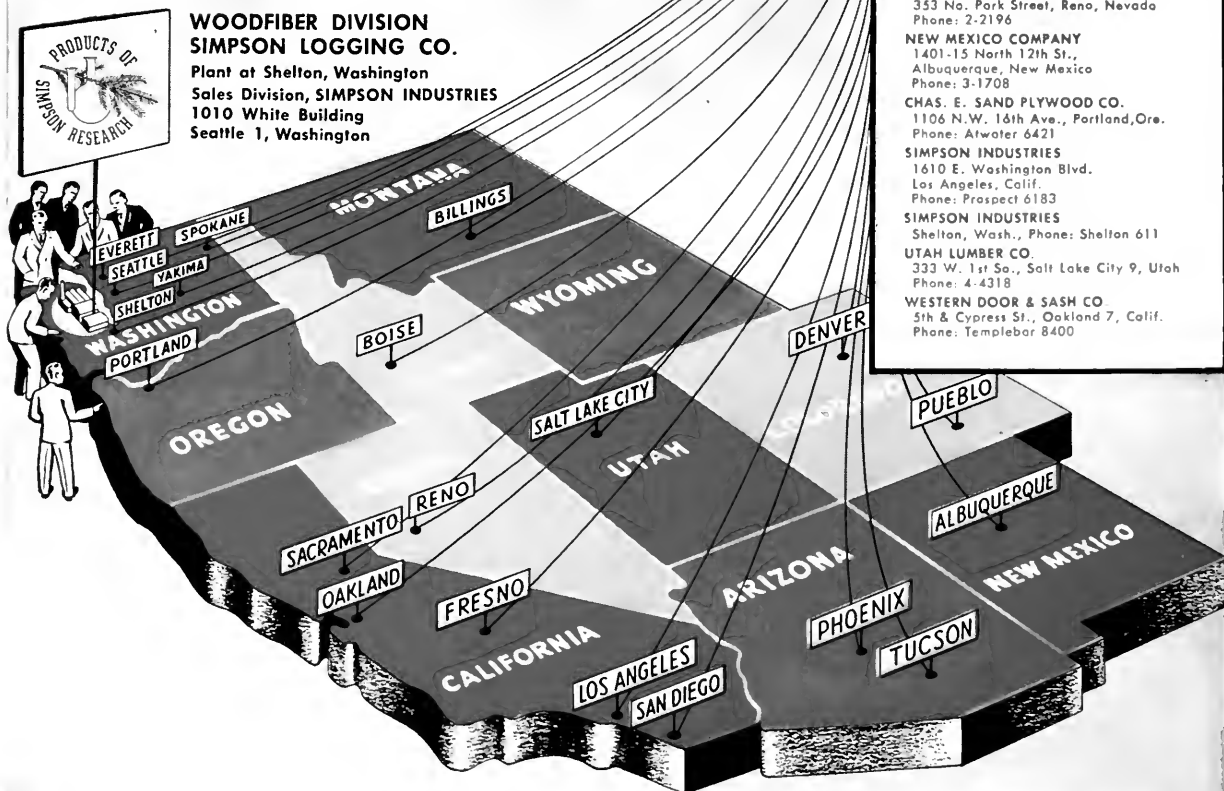 PRODUCTS OF
SIMPSON RESEARCH
WOODFIBER DIVISION
SIMPSON LOGGING CO.
Plant at Shelton, Washington
Sales Division, SIMPSON INDUSTRIES
1010 White Building
Seattle 1, Washington
353 No. Park Street, Reno, Nevada
Phone: 2-2196
NEW MEXICO COMPANY
1401-15 North 12th St.,
Albuquerque, New Mexico
Phone: 3-1708
CHAS. E. SAND PLYWOOD CO.
1106 N.W. 16th Ave., Portland, Ore.
Phone: Atwater 6421
SIMPSON INDUSTRIES
1610 E. Washington Blvd.
Los Angeles, Calif.
Phone: Prospect 6183
SIMPSON INDUSTRIES
Shelton, Wash., Phone: Shelton 611
UTAH LUMBER CO.
333 W. 1st So., Salt Lake City 9, Utah
Phone: 4-4318
WESTERN DOOR & SASH CO
5th & Cypress St., Oakland 7, Calif.
Phone: Templebar 8400
MONTANA
BILLINGS
SPOKANE
EVERETT
SEATTLE
YAKIMA
SHELTON
WASHINGTON
PORTLAND
WYOMING
BOISE
DENVER
OREGON
SALT LAKE CITY
UTAH
PUEBLO
RENO
SACRAMENTO
OAKLAND
FRESNO
CALIFORNIA
ALBUQUERQUE
NEW MEXICO
ARIZONA
PHOENIX
TUCSON
LOS ANGELES
SAN DIEGO